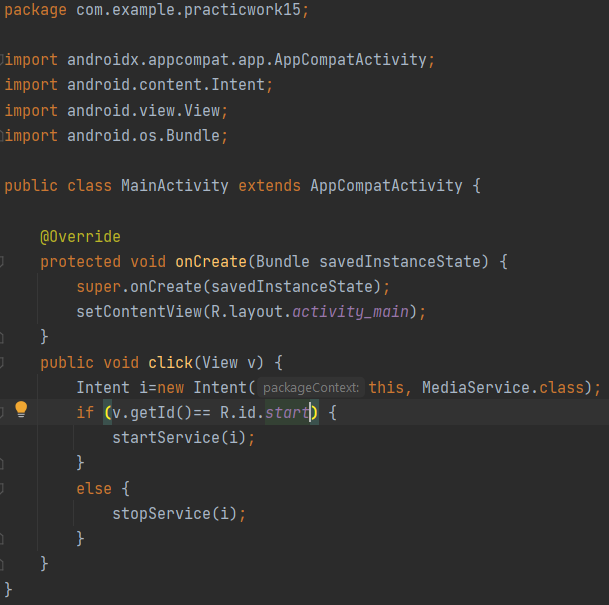 package com.example.practicwork15;
import androidx.appcompat.app.AppCompatActivity;
import android.content.Intent;
import android.view.View;
import android.os.Bundle;
public class MainActivity extends AppCompatActivity {
@Override
protected void onCreate(Bundle savedInstanceState) {
super.onCreate(savedInstanceState);
setContentView(R.layout.activity_main);
}
public void click(View v) {
Intent i=new Intent( packageContext: this, MediaService.class);
if (v.getId()== R.id.start) {
startService(i);
}
else {
stopService(i);
}
}
}